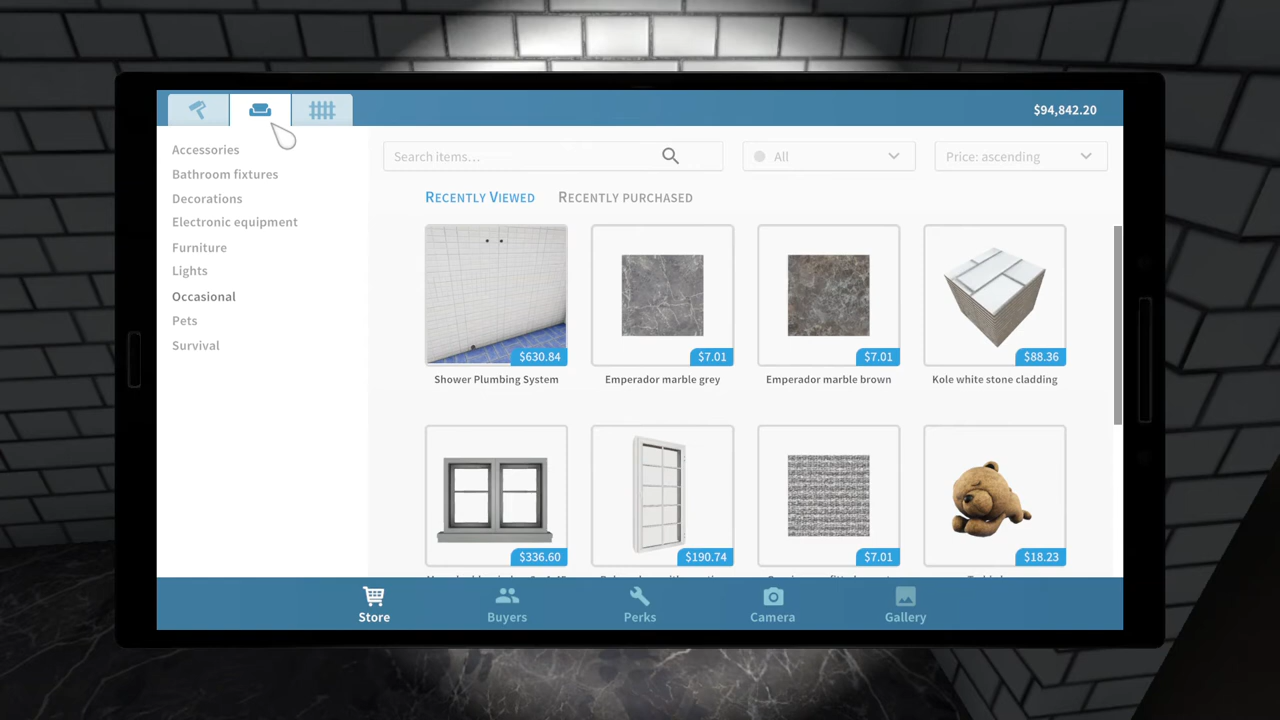 $94,842.20
Accessories
Bathroom fixtures
Decorations
Electronic equipment
Furniture
Lights
Occasional
Pets
Survival
Search items...
All
Price: ascending
Recently Viewed
Recently purchased
$630.84
$7.01
$7.01
$88.36
Shower Plumbing System
Emperador marble grey
Emperador marble brown
Kole white stone cladding
$336.60
$190.74
$7.01
$18.23
Store
Buyers
Perks
Camera
Gallery